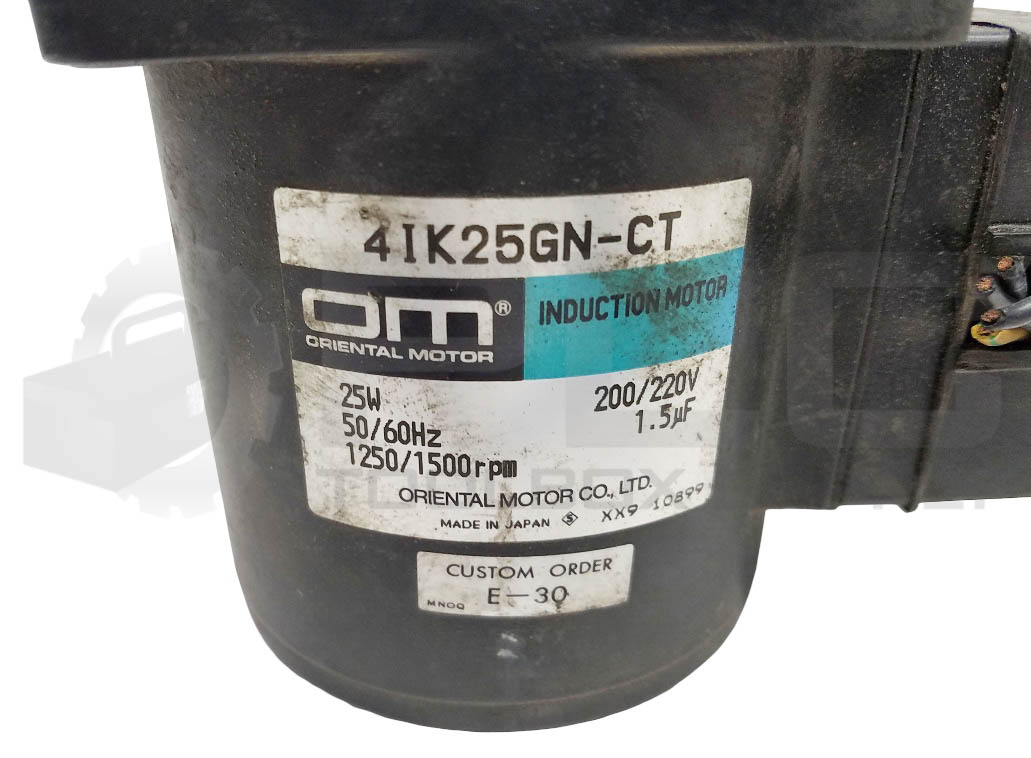 4IK25GN-CT
OM®
ORIENTAL MOTOR
INDUCTION MOTOR
25W 200/220V
50/60Hz 1.5μF
1250/1500rpm
ORIENTAL MOTOR CO., LTD.
MADE IN JAPAN S XX9 10899
CUSTOM ORDER
MNOQ E-30